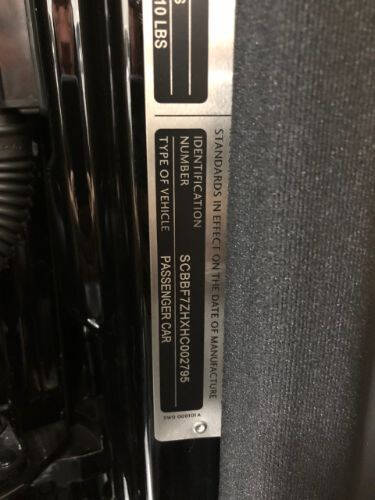 10 LBS
STANDARDS IN EFFECT ON THE DATE OF MANUFACTURE
IDENTIFICATION
NUMBER SCBBF7ZHXHC002795
TYPE OF VEHICLE PASSENGER CAR